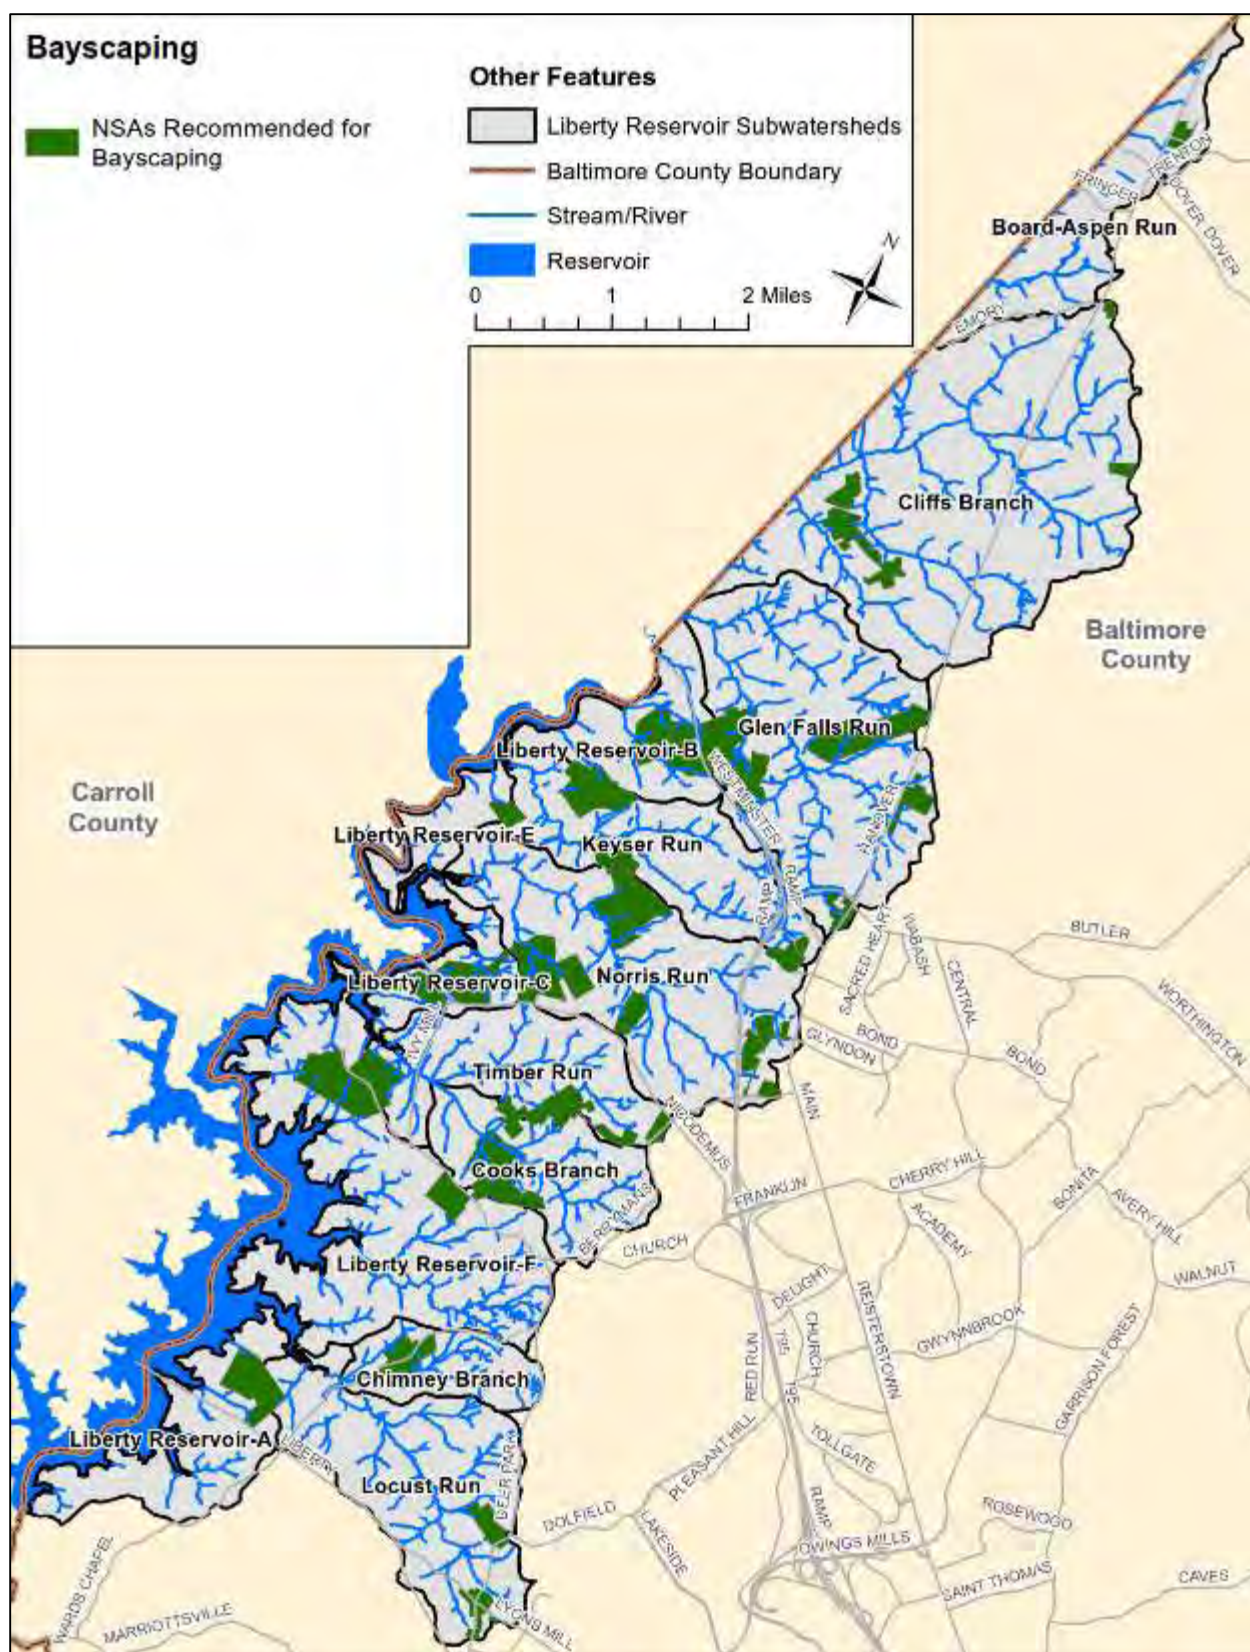 Bayscaping
NSAs Recommended for
Bayscaping
Other Features
Liberty Reservoir Subwatersheds
Baltimore County Boundary
Stream/River
Reservoir
N
0 1 2 Miles
TRENTON
FRINGER
DOVER
DOVER
Board-Aspen Run
EMORY
Cliffs Branch
Baltimore
County
Glen Falls Run
Liberty Reservoir-B
WESTMINSTER
Carroll
County
HANOVER
Liberty Reservoir-E
Keyser Run
RAMP
RAMP
SACRED HEART
WABASH
BUTLER
CENTRAL
Liberty Reservoir-C
Norris Run
WORTHINGTON
IVY MILL
BOND
GLYNDON
BOND
Timber Run
MAIN
NICODEMUS
Cooks Branch
CHERRY HILL
FRANKLIN
BONITA
AVERY HILL
BERRYMANS
ACADEMY
CHURCH
Liberty Reservoir-F
WALNUT
DELIGHT
REISTERSTOWN
GWYNNBROOK
CHURCH
795
RED RUN
GARRISON FOREST
Chimney Branch
795
Liberty Reservoir-A
LIBERTY
PLEASANT HILL
TOLLGATE
DEER PARK
Locust Run
RAMP
DOLFIELD
ROSEWOOD
LAKESIDE
OWINGS MILLS
SAINT THOMAS
CAVES
WARDS CHAPEL
MARRIOTTSVILLE
LYONS MILL